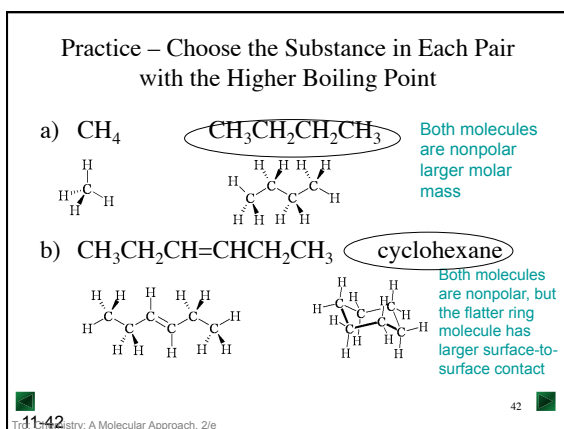 Practice – Choose the Substance in Each Pair
with the Higher Boiling Point
a) CH4 CH3CH2CH2CH3
Both molecules
are nonpolar
larger molar
mass
H
C
H
H
H
H H H H
C C H
H C C
H H H H
b) CH3CH2CH=CHCH2CH3 cyclohexane
Both molecules
are nonpolar, but
the flatter ring
molecule has
larger surface-to-
surface contact
11-42
Tro: Chemistry: A Molecular Approach, 2/e
42